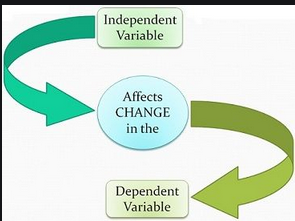 Independent
Variable
Affects
CHANGE
in the
Dependent
Variable